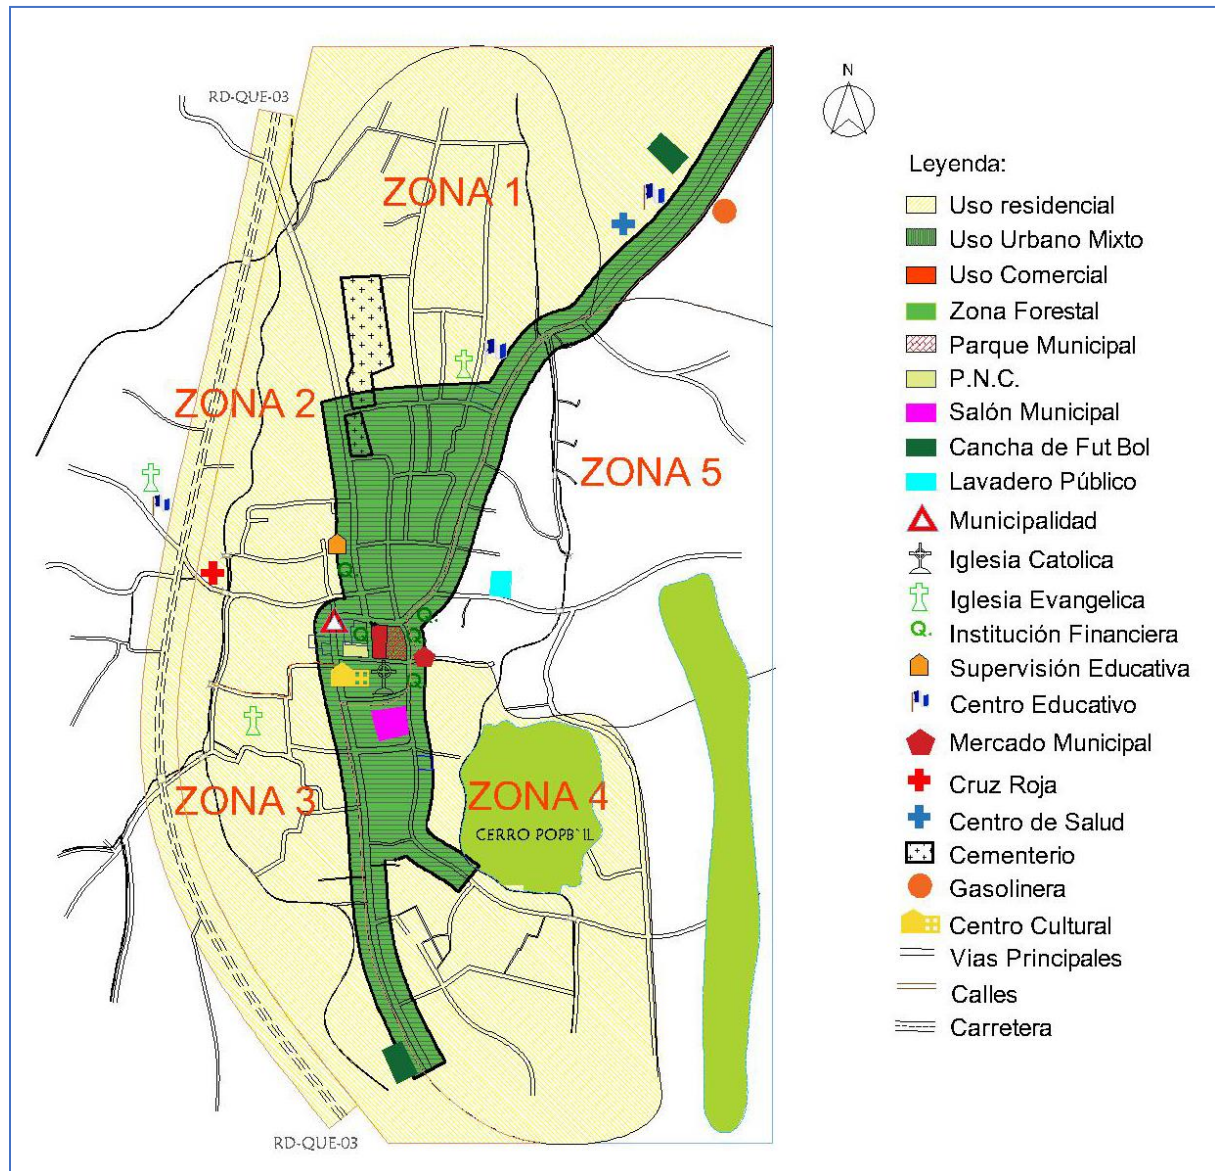 RD-QUE-03
N
ZONA 1
ZONA 2
ZONA 5
Q.
Q.
Q.
Q.
Q.
ZONA 3
ZONA 4
CERRO POPB`IL
RD-QUE-03
Leyenda:
Uso residencial
Uso Urbano Mixto
Uso Comercial
Zona Forestal
Parque Municipal
P.N.C.
Salón Municipal
Cancha de Fut Bol
Lavadero Público
Municipalidad
Iglesia Catolica
Iglesia Evangelica
Q. Institución Financiera
Supervisión Educativa
Centro Educativo
Mercado Municipal
Cruz Roja
Centro de Salud
Cementerio
Gasolinera
Centro Cultural
Vias Principales
Calles
Carretera